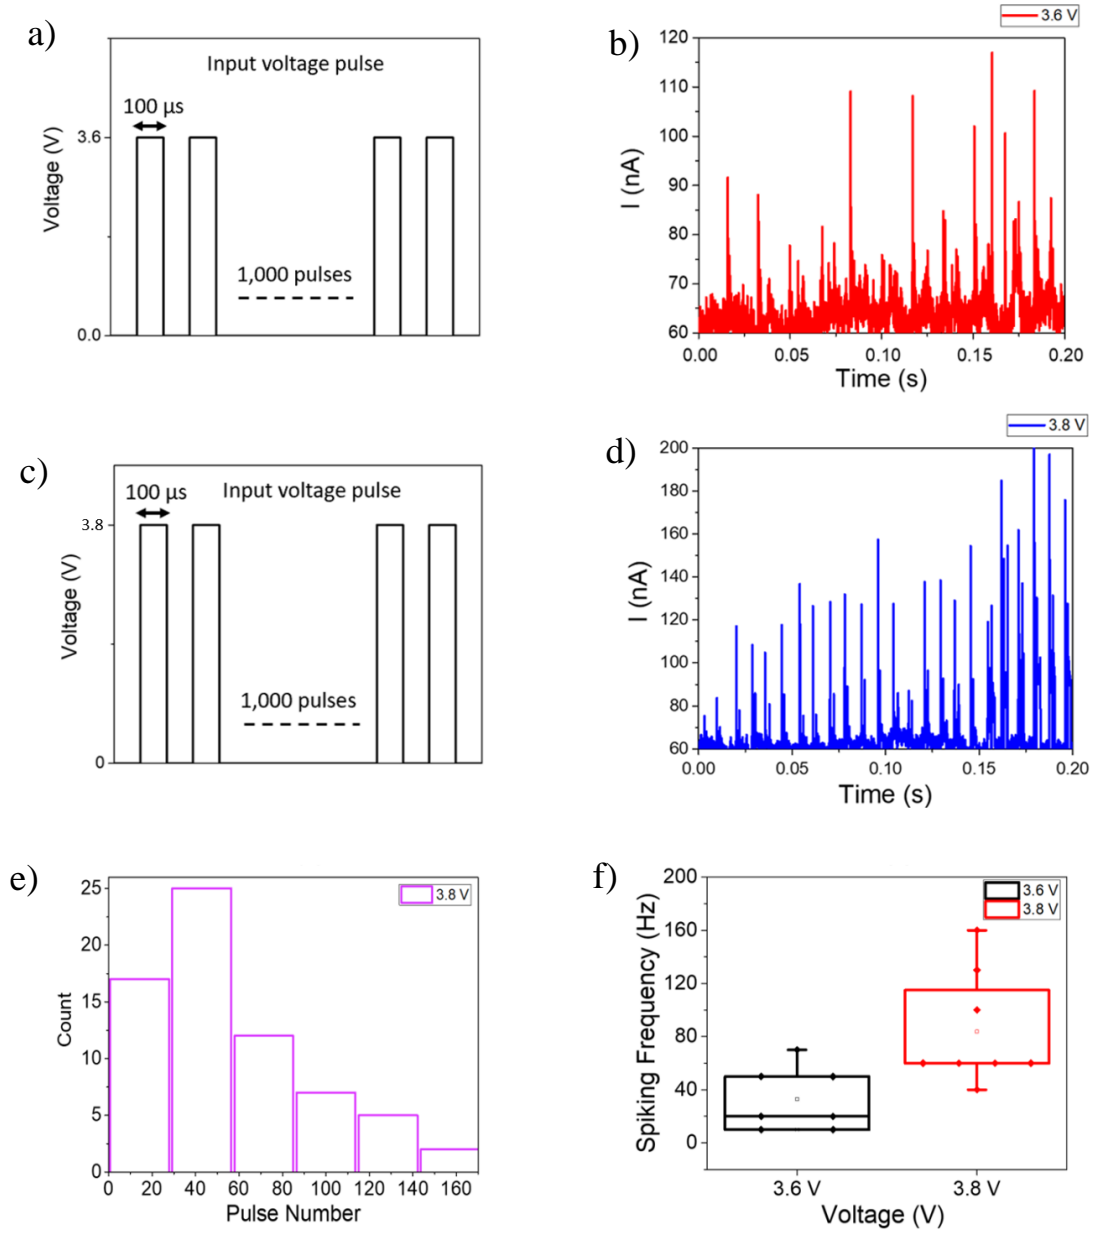 a)
Input voltage pulse
100 µs
3.6
Voltage (V)
1,000 pulses
0.0
b)
3.6 V
120
110
100
90
80
70
60
I (nA)
0.00 0.05 0.10 0.15 0.20
Time (s)
c)
100 µs
Input voltage pulse
3.8
Voltage (V)
1,000 pulses
0
d)
3.8 V
200
180
160
140
120
100
80
60
I (nA)
0.00 0.05 0.10 0.15 0.20
Time (s)
e)
3.8 V
25
20
15
10
5
0
Count
0 20 40 60 80 100 120 140 160
Pulse Number
f)
3.6 V
3.8 V
200
160
120
80
40
0
Spiking Frequency (Hz)
3.6 V 3.8 V
Voltage (V)